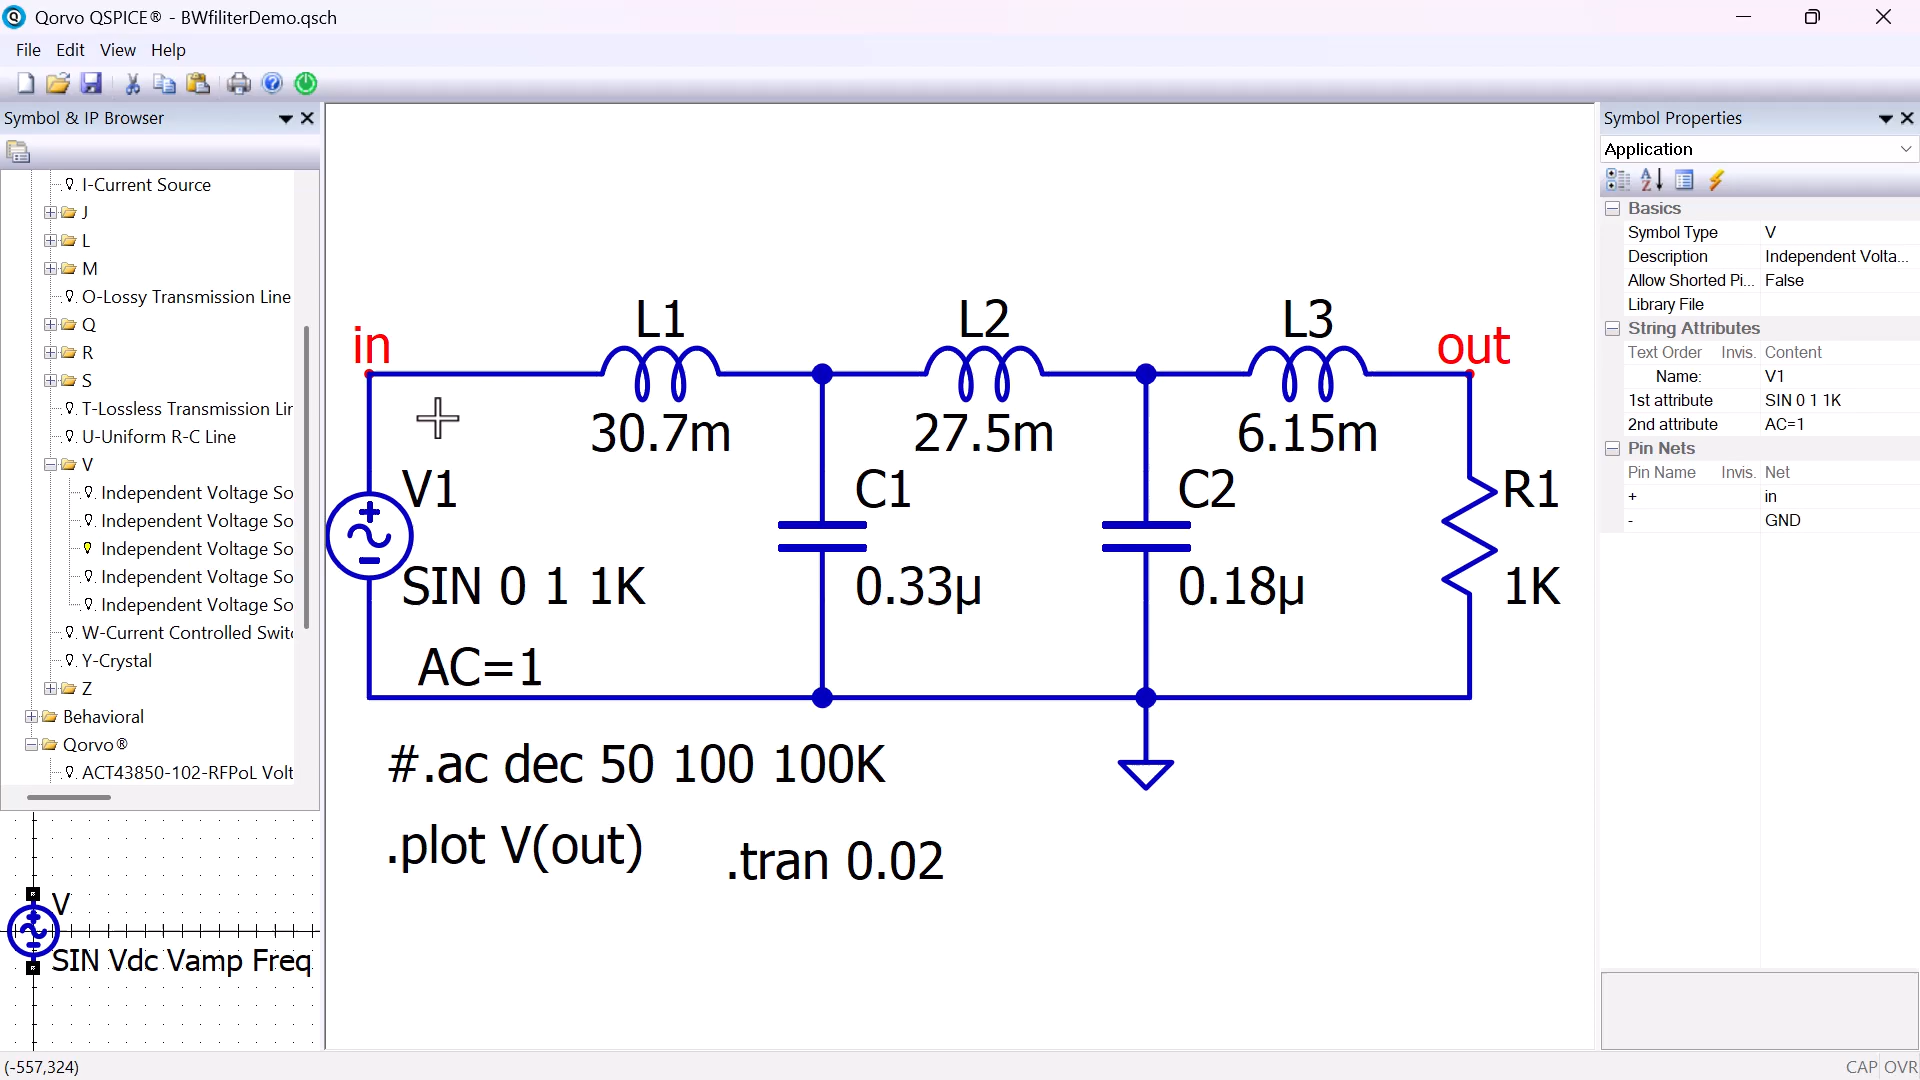 Qorvo QSPICE® - BWfiliterDemo.qsch
File Edit View Help
Symbol & IP Browser
I-Current Source
J
L
M
O-Lossy Transmission Line
Q
R
S
T-Lossless Transmission Lin
U-Uniform R-C Line
V
Independent Voltage So
Independent Voltage So
Independent Voltage So
Independent Voltage So
Independent Voltage So
W-Current Controlled Swit
Y-Crystal
Z
Behavioral
Qorvo®
ACT43850-102-RFPoL Volt
V
SIN Vdc Vamp Freq
in
L1
L2
L3
out
30.7m
27.5m
6.15m
V1
C1
C2
R1
SIN 0 1 1K
0.33µ
0.18µ
1K
AC=1
#.ac dec 50 100 100K
.plot V(out)
.tran 0.02
Symbol Properties
Application
Basics
Symbol Type V
Description Independent Volta...
Allow Shorted Pi... False
Library File
String Attributes
Text Order Invis. Content
Name: V1
1st attribute SIN 0 1 1K
2nd attribute AC=1
Pin Nets
Pin Name Invis. Net
+ in
- GND
(-557,324)
CAP OVR